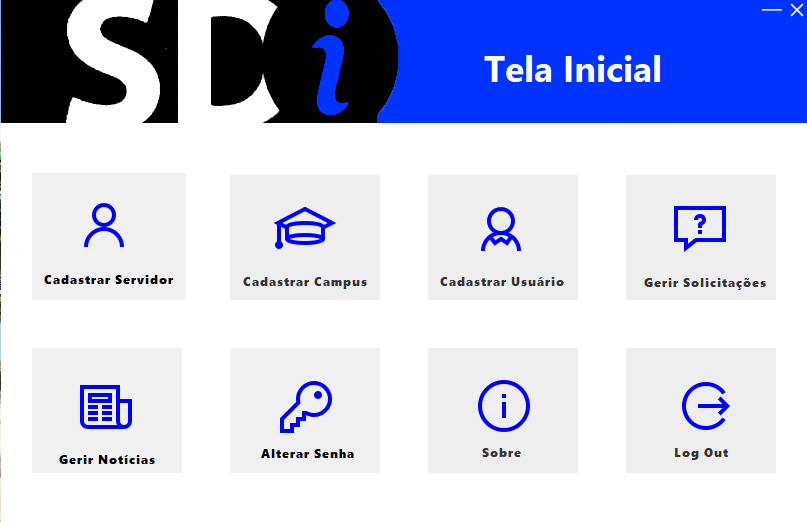 SDi
Tela Inicial
Cadastrar Servidor
Cadastrar Campus
Cadastrar Usuário
?
Gerir Solicitações
Gerir Notícias
Alterar Senha
i
Sobre
Log Out